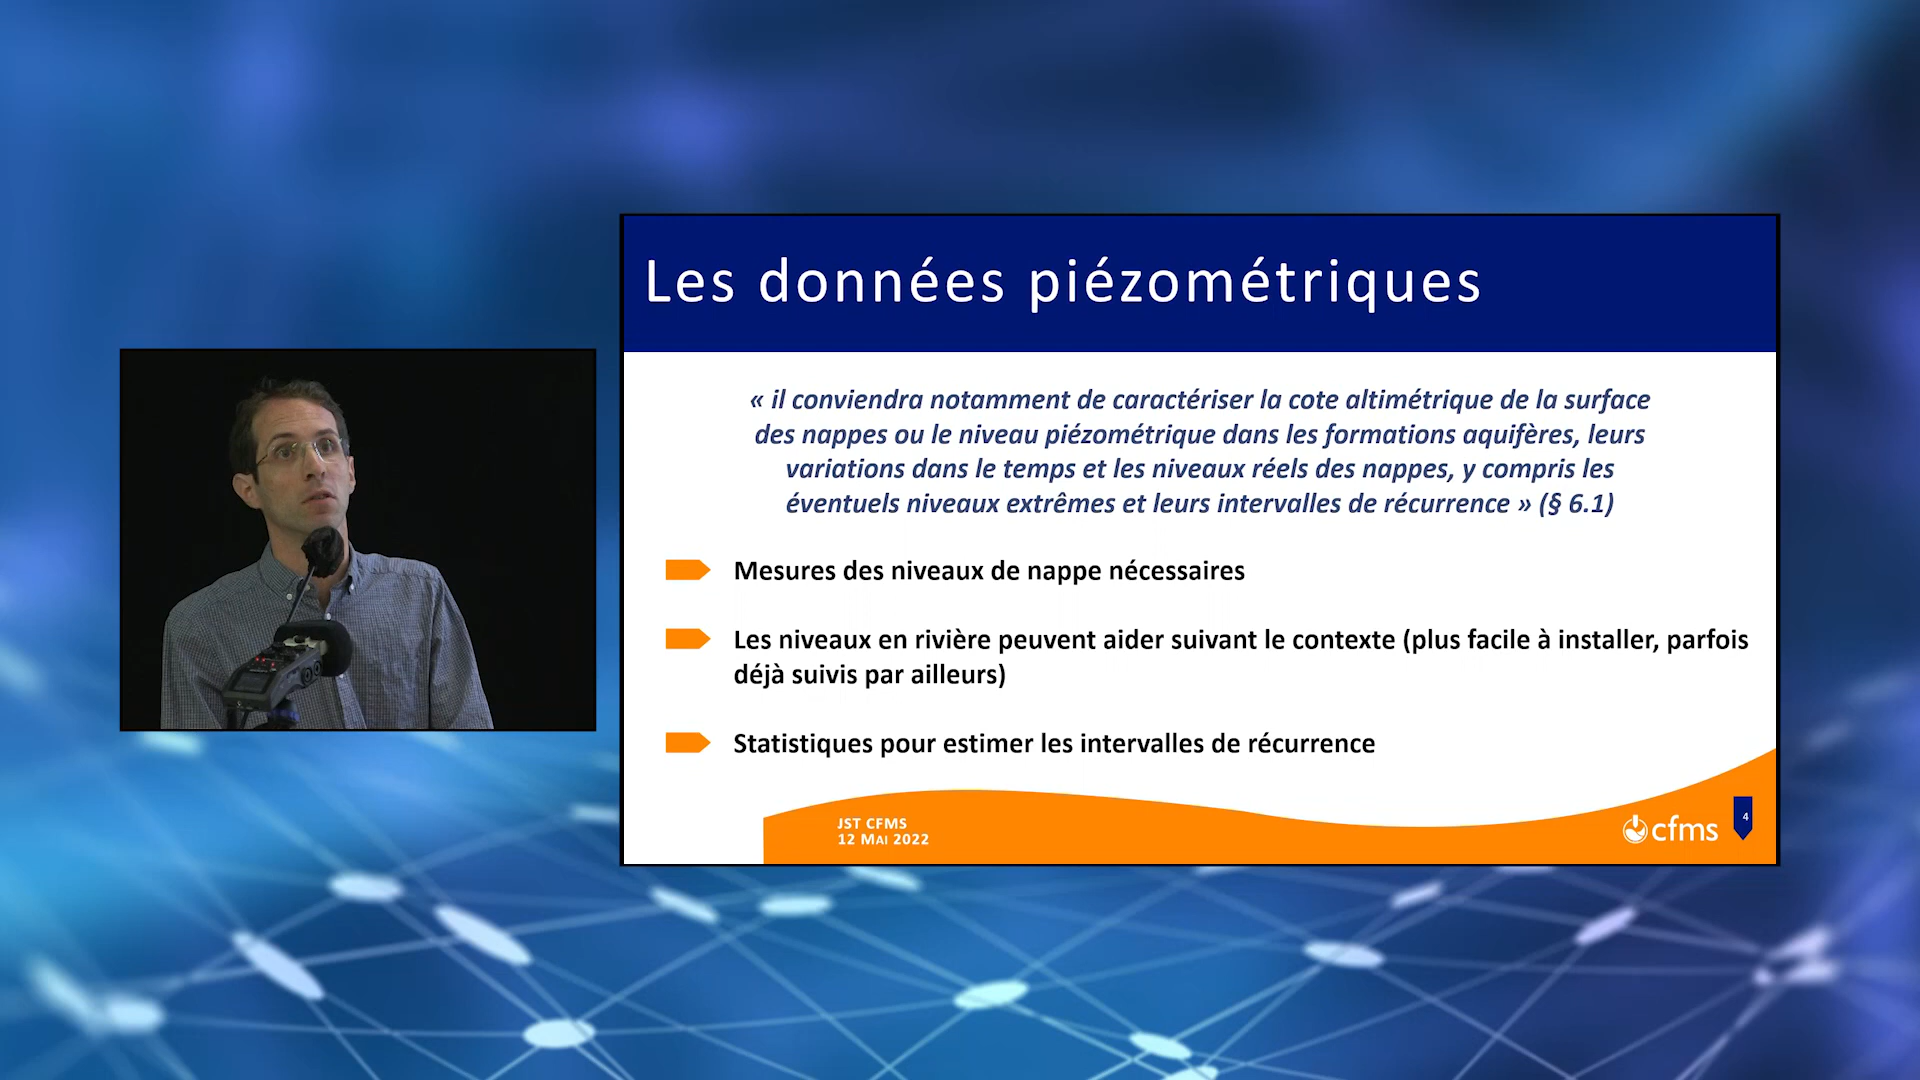 Les données piézométriques
« il conviendra notamment de caractériser la cote altimétrique de la surface
des nappes ou le niveau piézométrique dans les formations aquifères, leurs
variations dans le temps et les niveaux réels des nappes, y compris les
éventuels niveaux extrêmes et leurs intervalles de récurrence » (§ 6.1)
Mesures des niveaux de nappe nécessaires
Les niveaux en rivière peuvent aider suivant le contexte (plus facile à installer, parfois
déjà suivis par ailleurs)
Statistiques pour estimer les intervalles de récurrence
JST CFMS
12 MAI 2022
cfms
4